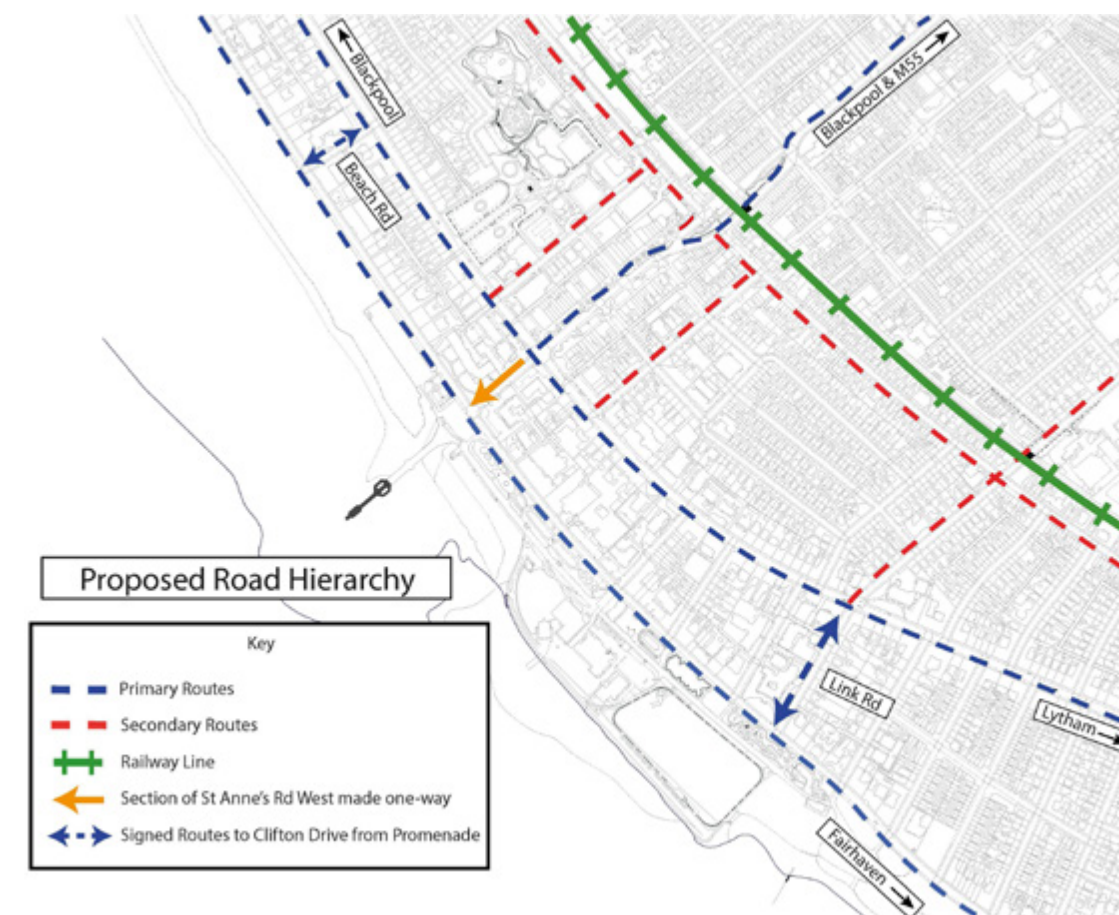 Blackpool
Blackpool & M55
Beach Rd
Proposed Road Hierarchy
Key
Primary Routes
Secondary Routes
Railway Line
Section of St Anne's Rd West made one-way
Signed Routes to Clifton Drive from Promenade
Link Rd
Lytham
Fairhaven